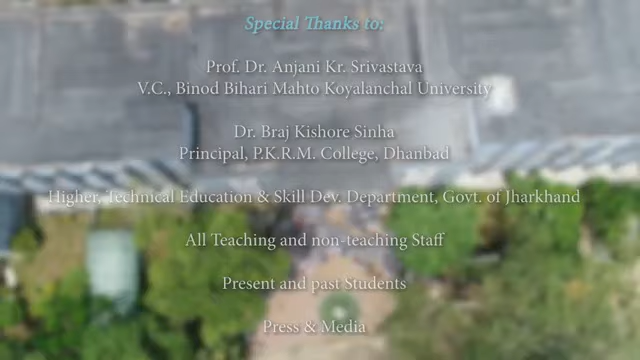 Special Thanks to:
Prof. Dr. Anjani Kr. Srivastava
V.C., Binod Bihari Mahto Koyalanchal University
Dr. Braj Kishore Sinha
Principal, P.K.R.M. College, Dhanbad
Higher, Technical Education & Skill Dev. Department, Govt. of Jharkhand
All Teaching and non-teaching Staff
Present and past Students
Press & Media